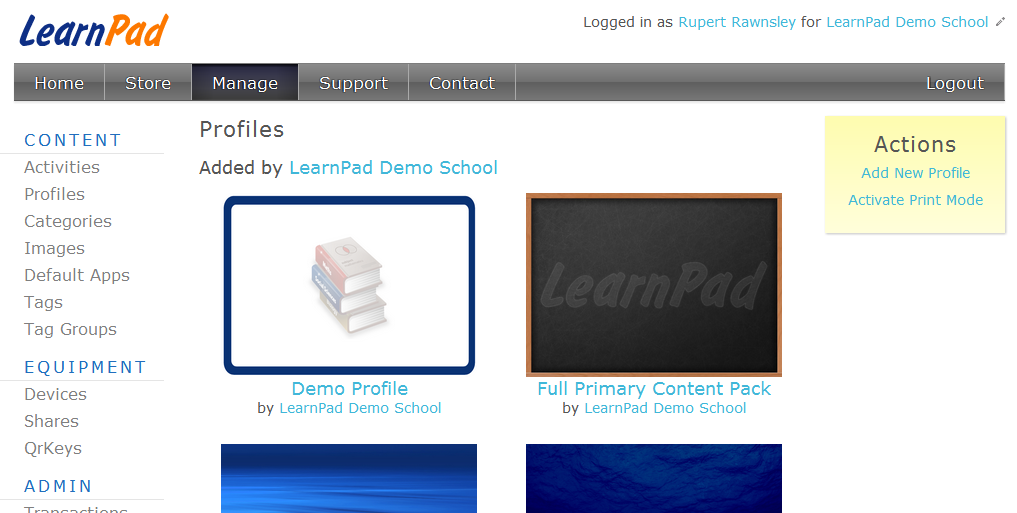 LearnPad
Logged in as Rupert Rawnsley for LearnPad Demo School
Home Store Manage Support Contact Logout
CONTENT
Activities
Profiles
Categories
Images
Default Apps
Tags
Tag Groups
EQUIPMENT
Devices
Shares
QrKeys
ADMIN
Transactions
Profiles
Added by LearnPad Demo School
Demo Profile
by LearnPad Demo School
LearnPad
Full Primary Content Pack
by LearnPad Demo School
Actions
Add New Profile
Activate Print Mode